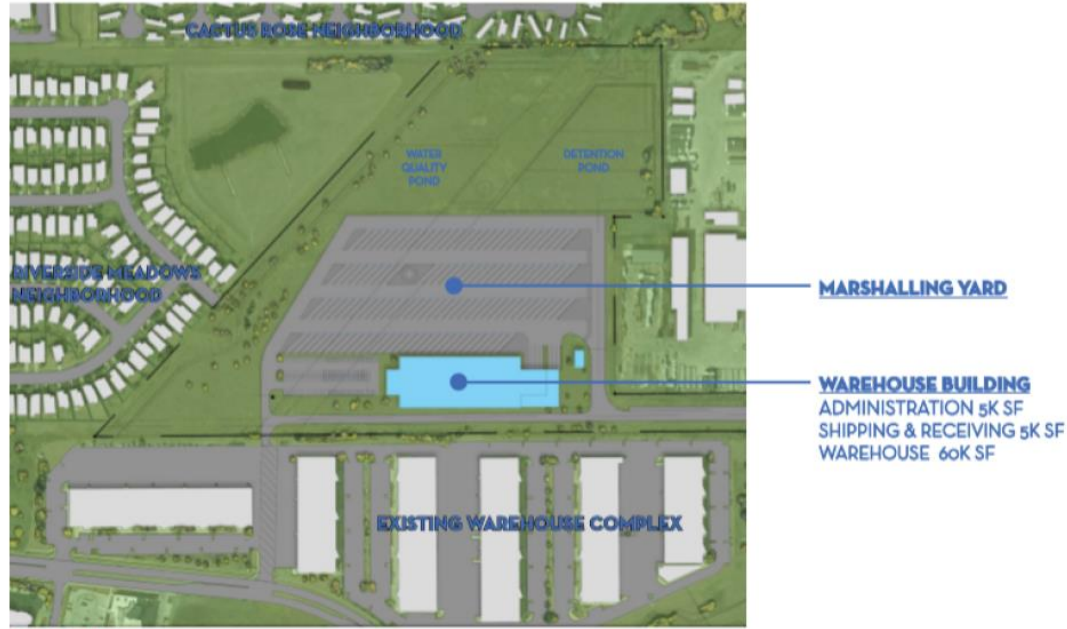 CACTUS ROSE NEIGHBORHOOD
WATER
QUALITY
POND
DETENTION
POND
RIVERSIDE MEADOWS
NEIGHBORHOOD
MARSHALLING YARD
WAREHOUSE BUILDING
ADMINISTRATION 5K SF
SHIPPING & RECEIVING 5K SF
WAREHOUSE 60K SF
EXISTING WAREHOUSE COMPLEX